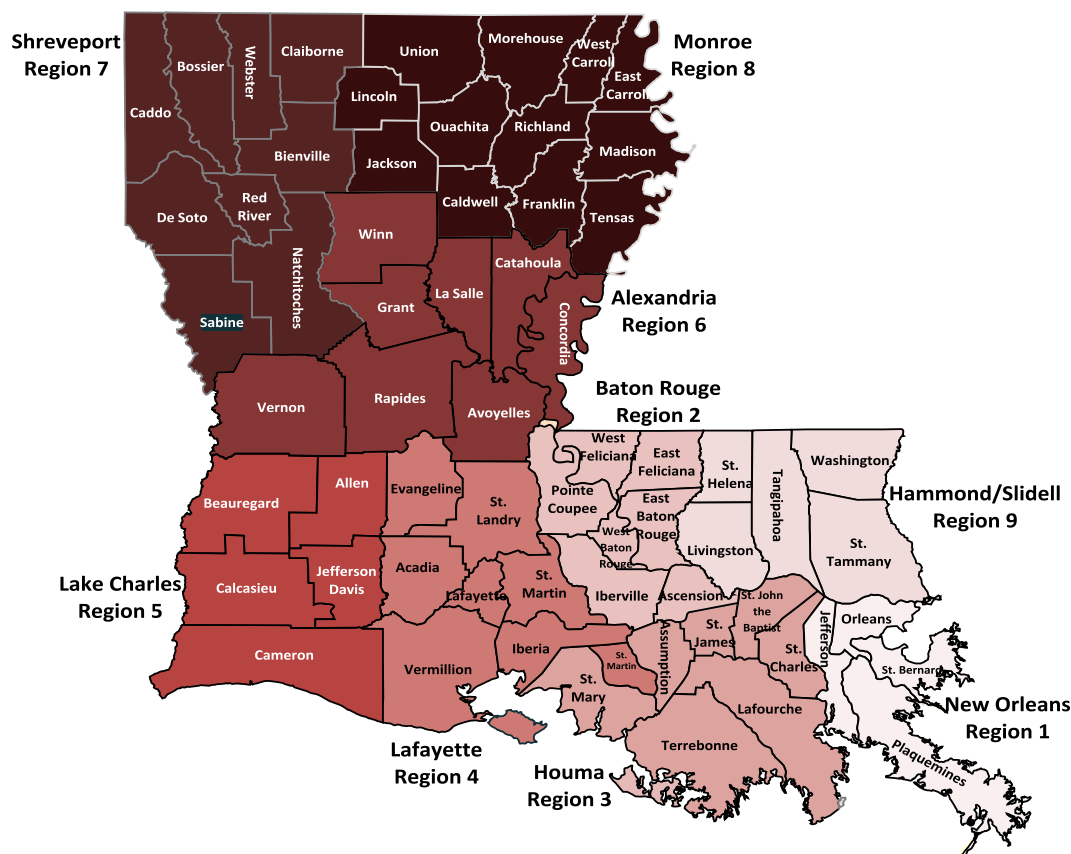 Shreveport
Region 7
Monroe
Region 8
Caddo
Bossier
Webster
Claiborne
Union
Morehouse
West
Carrol
East
Carrol
Lincoln
Ouachita
Richland
Madison
Bienville
Jackson
Caldwell
Franklin
Tensas
De Soto
Red
River
Natchitoches
Winn
Catahoula
Sabine
Grant
La Salle
Concordia
Alexandria
Region 6
Vernon
Rapides
Avoyelles
Baton Rouge
Region 2
Beauregard
Allen
Evangeline
St.
Landry
Pointe
Coupee
West
Feliciana
East
Feliciana
St.
Helena
Tangipahoa
Washington
Hammond/Slidell
Region 9
East
Baton
Rouge
West
Baton
Rouge
Livingston
St.
Tammany
Lake Charles
Region 5
Calcasieu
Jefferson
Davis
Acadia
Lafayette
St.
Martin
Iberville
Ascension
St. John
the
Baptist
Jefferson
Orleans
Cameron
Vermillion
Iberia
St.
Martin
Assumption
St.
James
St.
Charles
St. Bernard
St.
Mary
Lafourche
Terrebonne
Plaquemines
New Orleans
Region 1
Lafayette
Region 4
Houma
Region 3